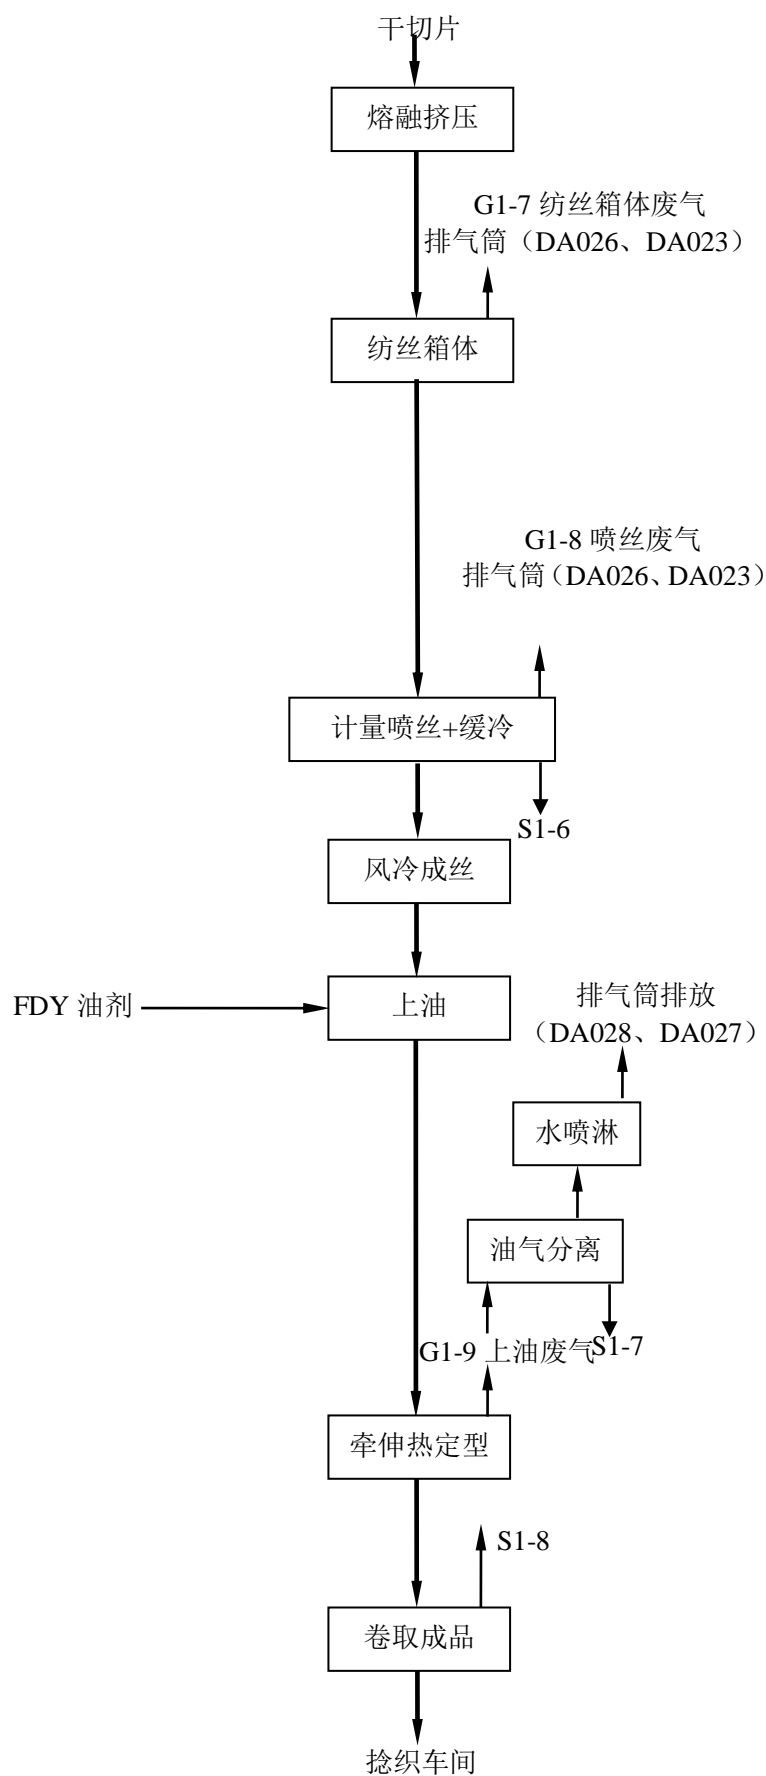 干切片
熔融挤压
G1-7 纺丝箱体废气
排气筒（DA026、DA023）
纺丝箱体
G1-8 喷丝废气
排气筒（DA026、DA023）
计量喷丝+缓冷
S1-6
风冷成丝
FDY 油剂
上油
排气筒排放
（DA028、DA027）
水喷淋
油气分离
G1-9 上油废气
S1-7
牵伸热定型
S1-8
卷取成品
捻织车间